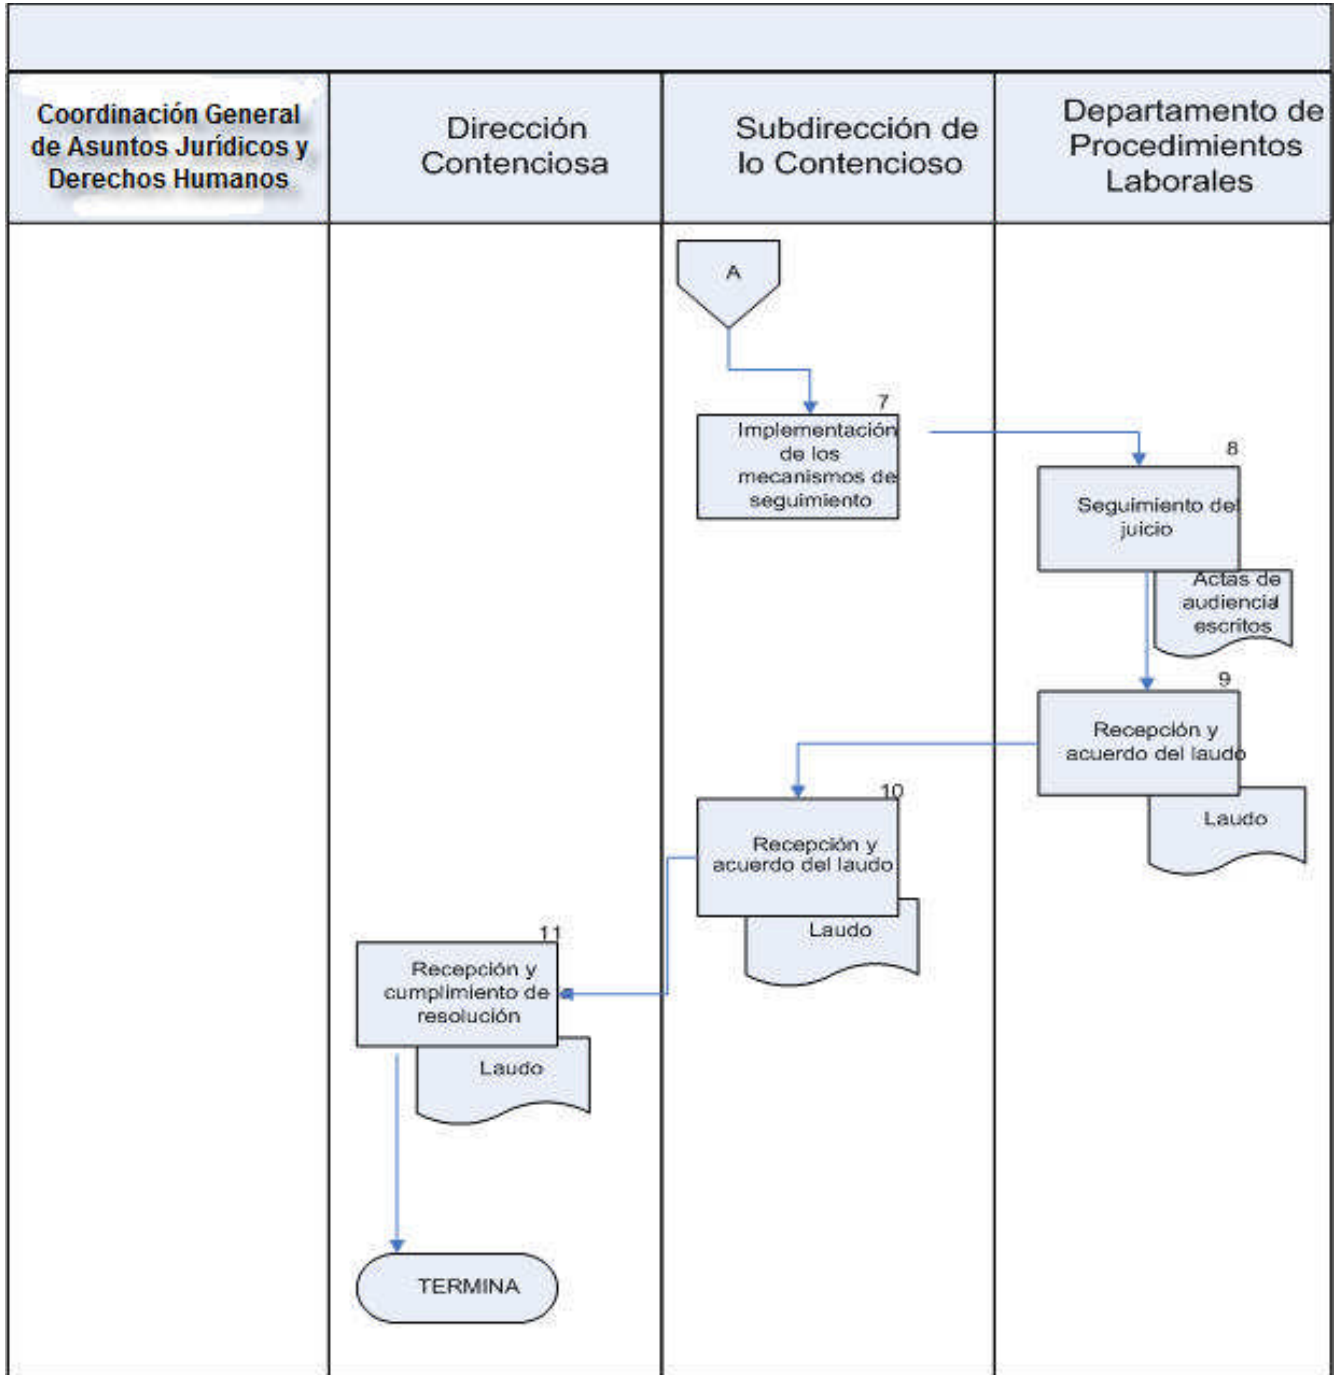 Coordinación General
de Asuntos Jurídicos y
Derechos Humanos
Dirección
Contenciosa
Subdirección de
lo Contencioso
Departamento de
Procedimientos
Laborales
A
7
Implementación
de los
mecanismos de
seguimiento
8
Seguimiento del
juicio
Actas de
audiencia
escritos
9
Recepción y
acuerdo del laudo
Laudo
10
Recepción y
acuerdo del laudo
Laudo
11
Recepción y
cumplimiento de
resolución
Laudo
TERMINA